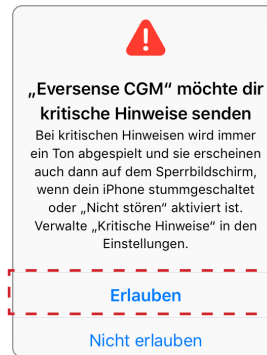 „Eversense CGM“ möchte dir
kritische Hinweise senden
Bei kritischen Hinweisen wird immer
ein Ton abgespielt und sie erscheinen
auch dann auf dem Sperrbildschirm,
wenn dein iPhone stummgeschaltet
oder „Nicht stören“ aktiviert ist.
Verwalte „Kritische Hinweise“ in den
Einstellungen.
Erlauben
Nicht erlauben